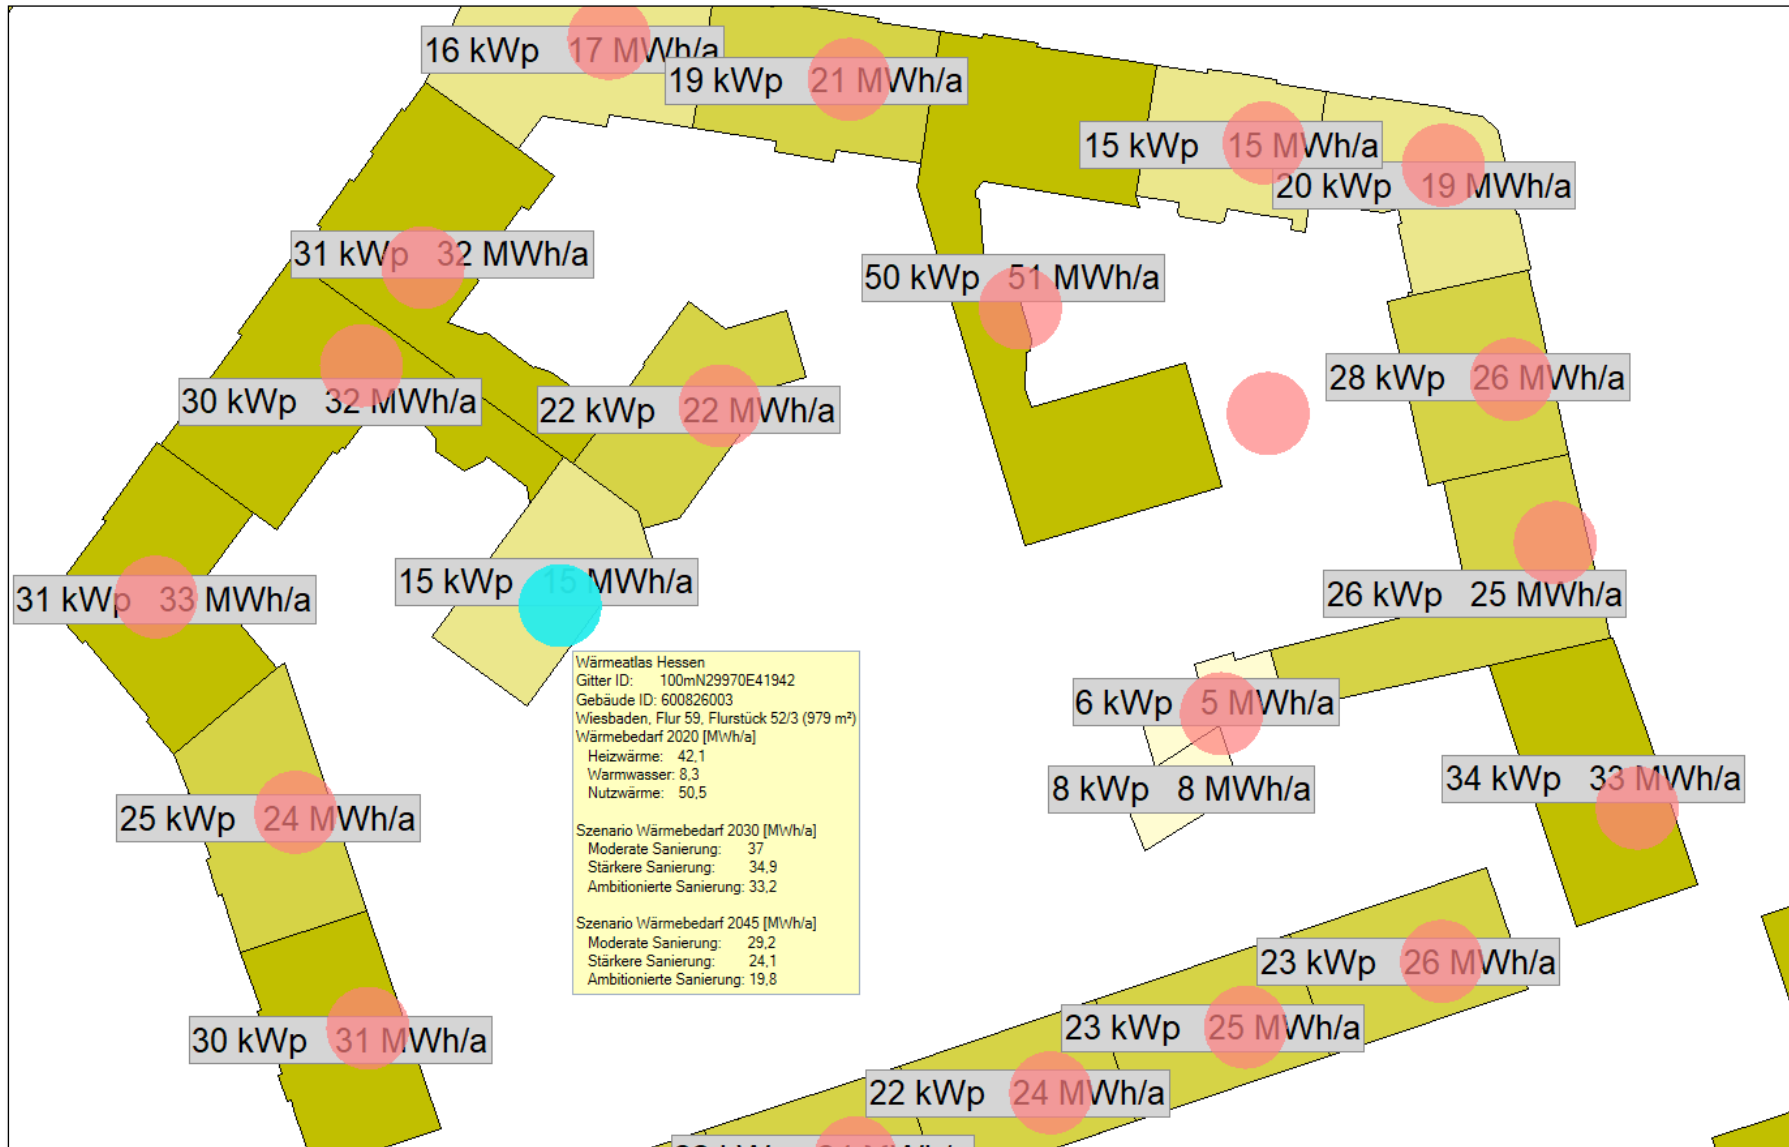 16 kWp 17 MWh/a
19 kWp 21 MWh/a
15 kWp 15 MWh/a
20 kWp 19 MWh/a
31 kWp 32 MWh/a
50 kWp 51 MWh/a
30 kWp 32 MWh/a
22 kWp 22 MWh/a
28 kWp 26 MWh/a
31 kWp 33 MWh/a
15 kWp 15 MWh/a
26 kWp 25 MWh/a
Wärmeatlas Hessen
Gitter ID: 100mN29970E41942
Gebäude ID: 600826003
Wiesbaden, Flur 59, Flurstück 52/3 (979 m²)
Wärmebedarf 2020 [MWh/a]
Heizwärme: 42,1
Warmwasser: 8,3
Nutzwärme: 50,5
Szenario Wärmebedarf 2030 [MWh/a]
Moderate Sanierung: 37
Stärkere Sanierung: 34,9
Ambitionierte Sanierung: 33,2
Szenario Wärmebedarf 2045 [MWh/a]
Moderate Sanierung: 29,2
Stärkere Sanierung: 24,1
Ambitionierte Sanierung: 19,8
6 kWp 5 MWh/a
8 kWp 8 MWh/a
34 kWp 33 MWh/a
25 kWp 24 MWh/a
23 kWp 26 MWh/a
30 kWp 31 MWh/a
23 kWp 25 MWh/a
22 kWp 24 MWh/a